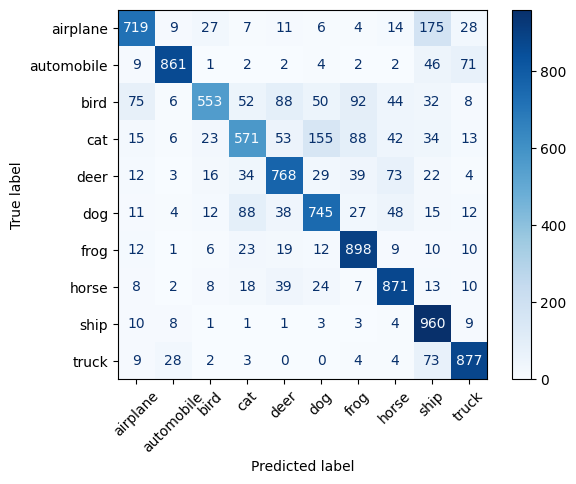 True label
airplane 719 9 27 7 11 6 4 14 175 28
automobile 9 861 1 2 2 4 2 2 46 71
bird 75 6 553 52 88 50 92 44 32 8
cat 15 6 23 571 53 155 88 42 34 13
deer 12 3 16 34 768 29 39 73 22 4
dog 11 4 12 88 38 745 27 48 15 12
frog 12 1 6 23 19 12 898 9 10 10
horse 8 2 8 18 39 24 7 871 13 10
ship 10 8 1 1 1 3 3 4 960 9
truck 9 28 2 3 0 0 4 4 73 877
airplane automobile bird cat deer dog frog horse ship truck
Predicted label
800
600
400
200
0